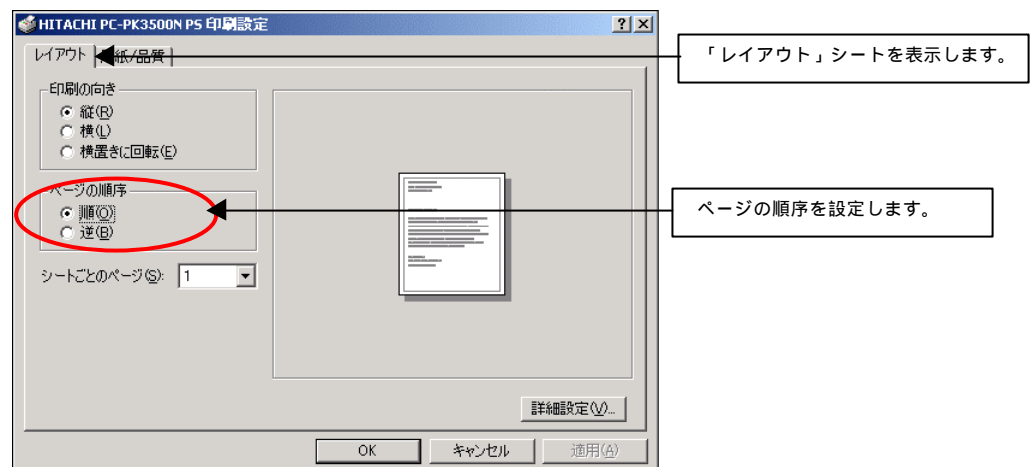 HITACHI PC-PK3500N PS 印刷設定
レイアウト
紙/品質
「レイアウト」シートを表示します。
印刷の向き
縦(R)
横(L)
横置きに回転(E)
ページの順序
順(O)
逆(B)
ページの順序を設定します。
シートごとのページ(S): 1
詳細設定(V)...
OK キャンセル 適用(A)